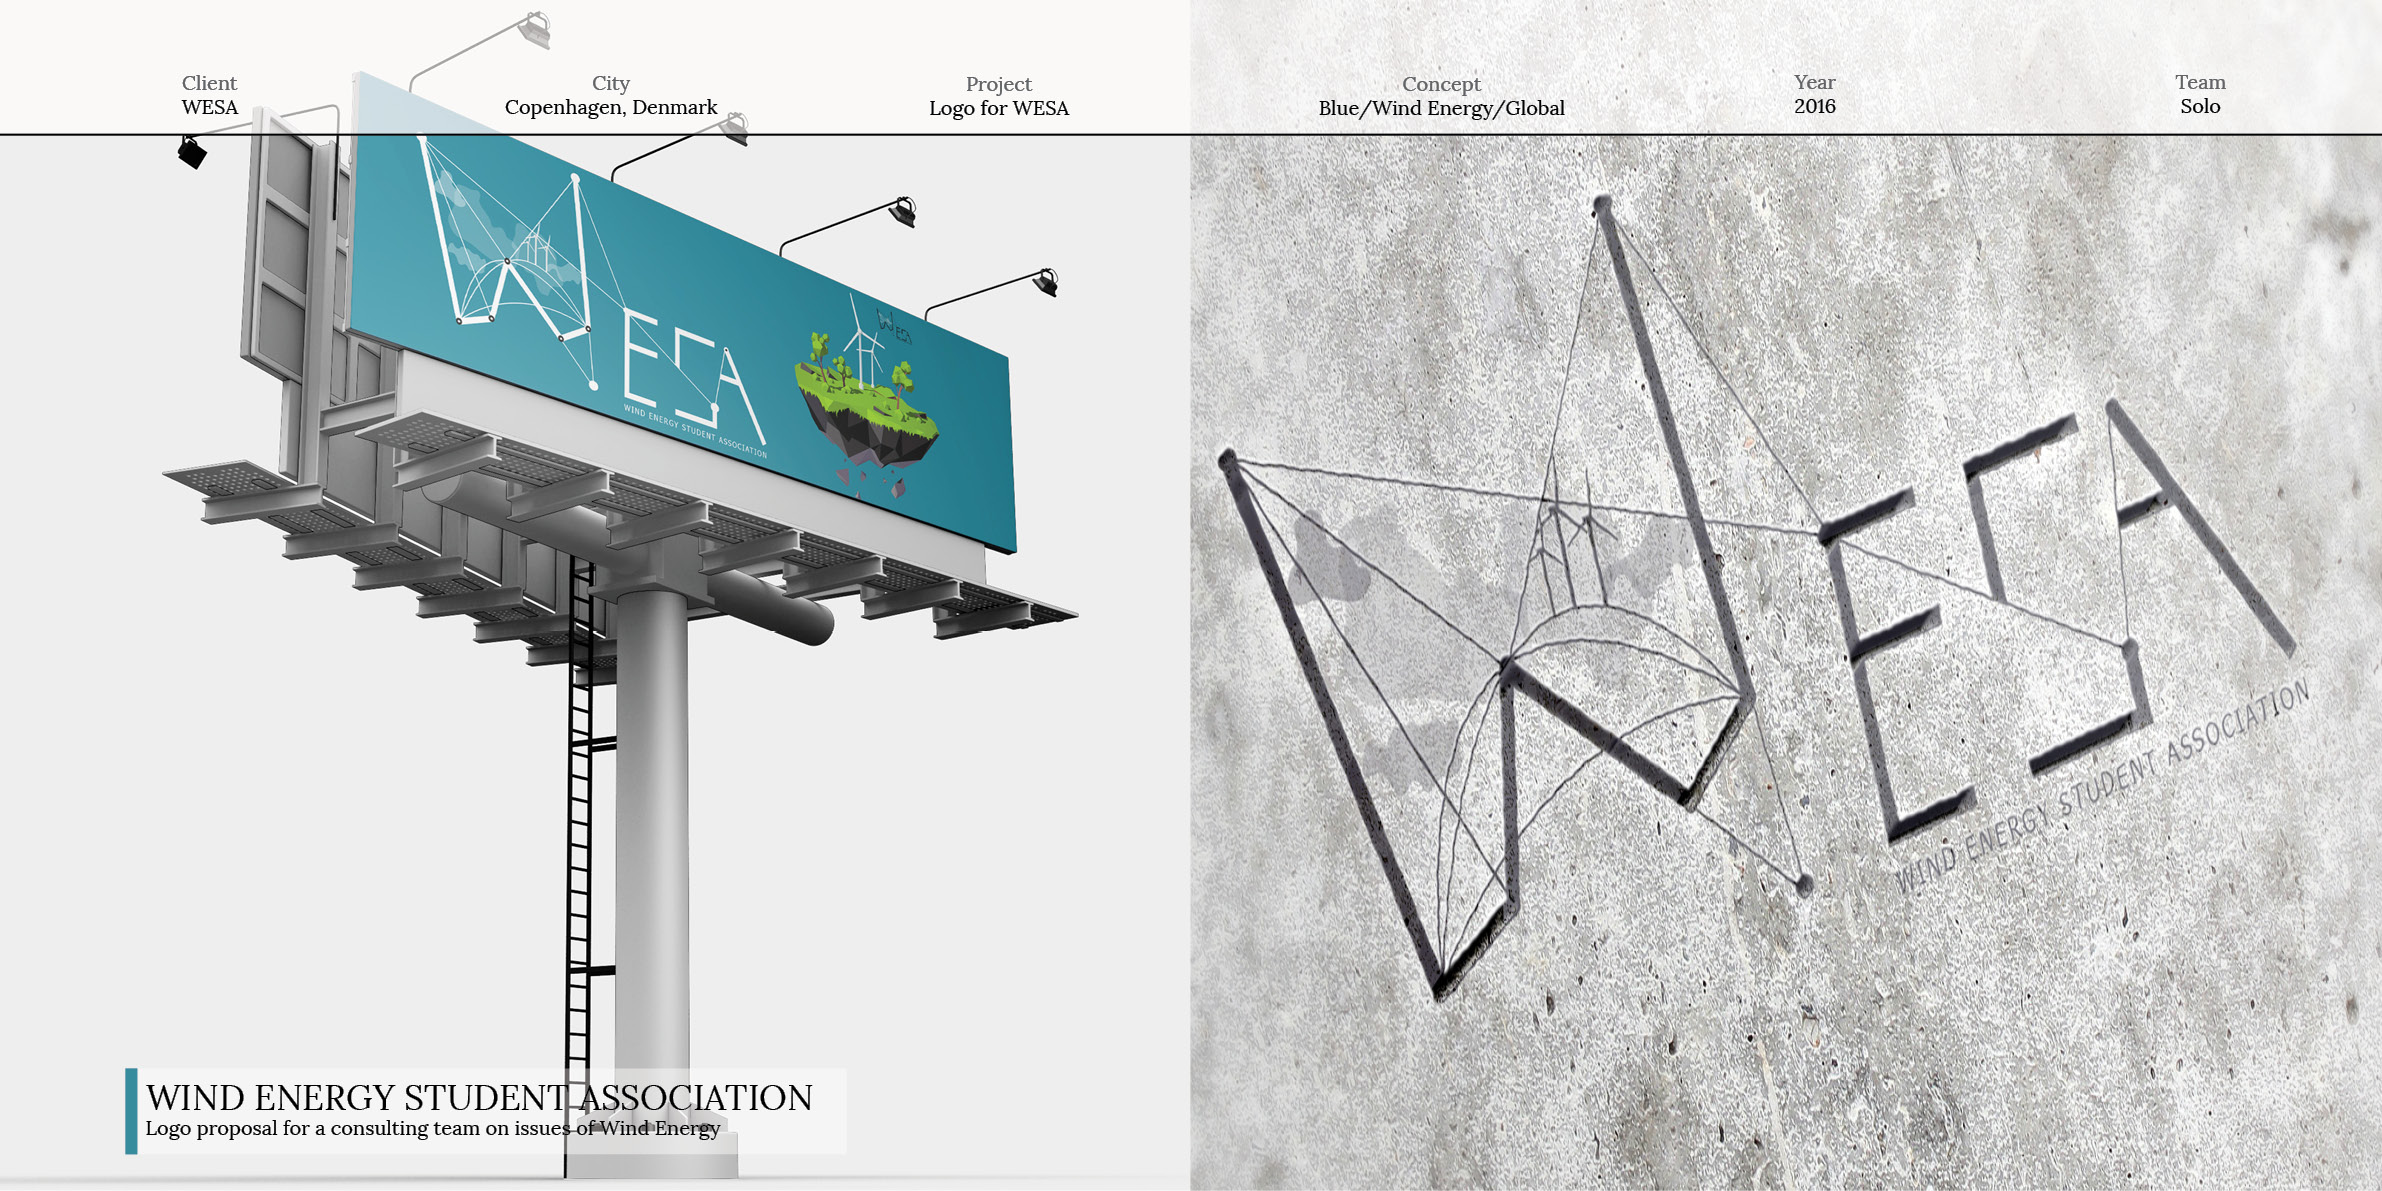 Client
WESA
City
Copenhagen, Denmark
Project
Logo for WESA
Concept
Blue/Wind Energy/Global
Year
2016
Team
Solo
WESA
WIND ENERGY STUDENT ASSOCIATION
WESA
WESA
WIND ENERGY STUDENT ASSOCIATION
WIND ENERGY STUDENT ASSOCIATION
Logo proposal for a consulting team on issues of Wind Energy